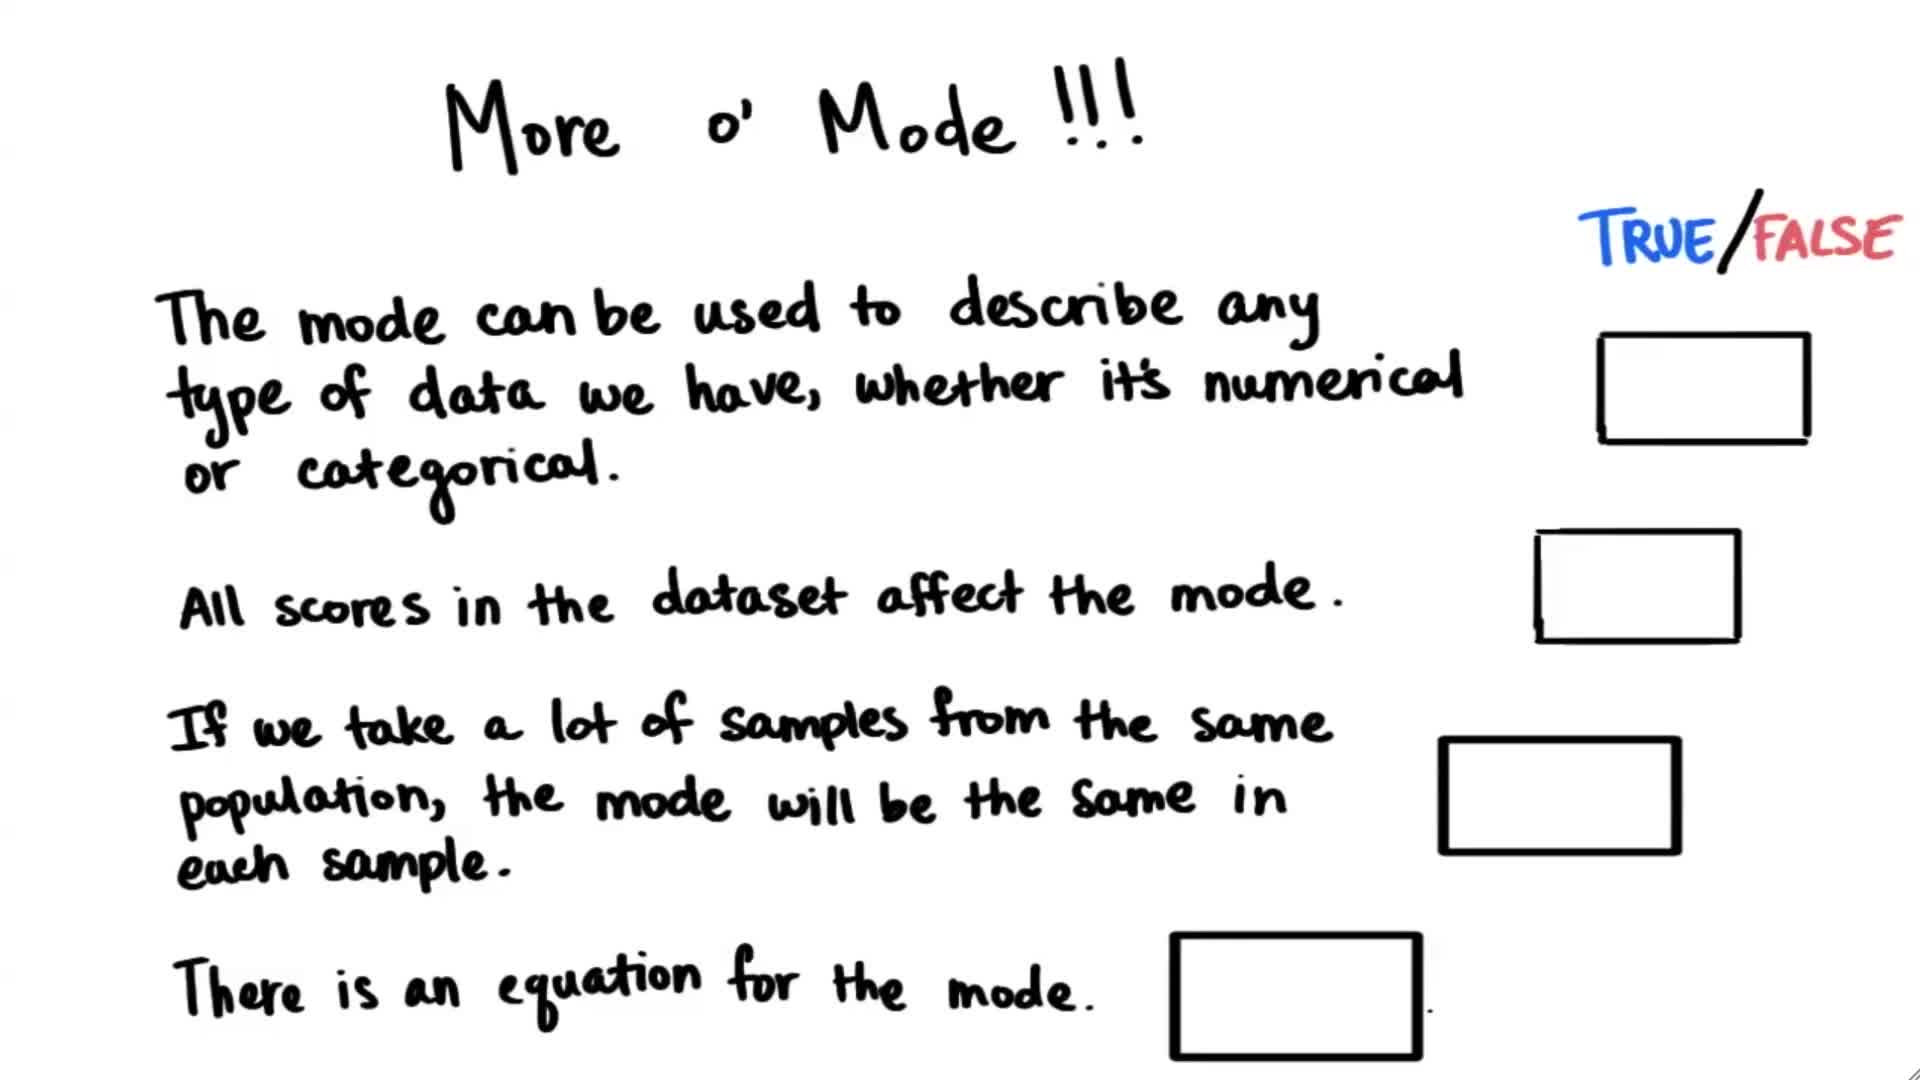 More o' Mode!!!
TRUE/FALSE
The mode can be used to describe any
type of data we have, whether it's numerical
or categorical.
All scores in the dataset affect the mode.
If we take a lot of samples from the same
population, the mode will be the same in
each sample.
There is an equation for the mode.